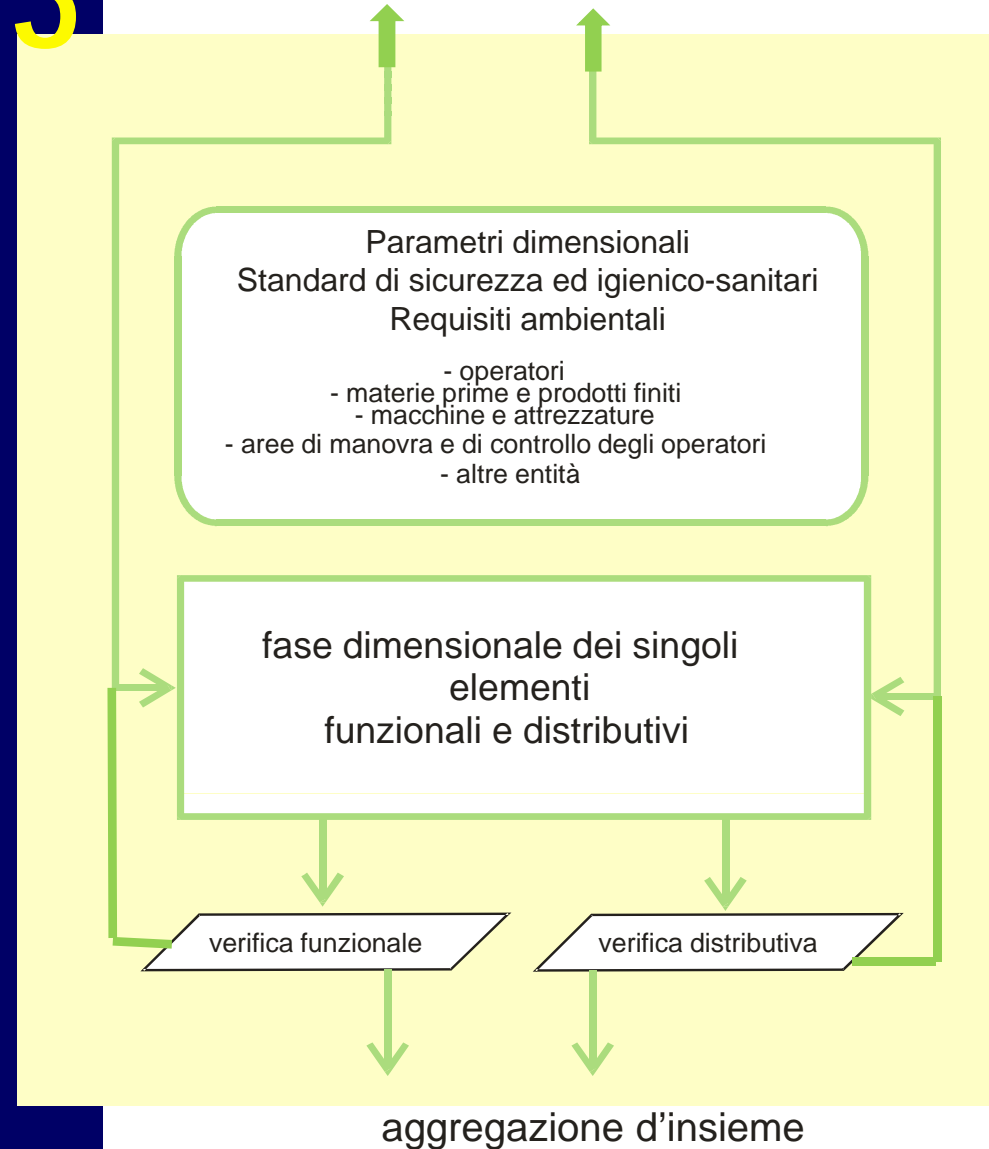 Parametri dimensionali
Standard di sicurezza ed igienico-sanitari
Requisiti ambientali
- operatori
- materie prime e prodotti finiti
- macchine e attrezzature
- aree di manovra e di controllo degli operatori
- altre entità
fase dimensionale dei singoli
elementi
funzionali e distributivi
verifica funzionale
verifica distributiva
aggregazione d’insieme